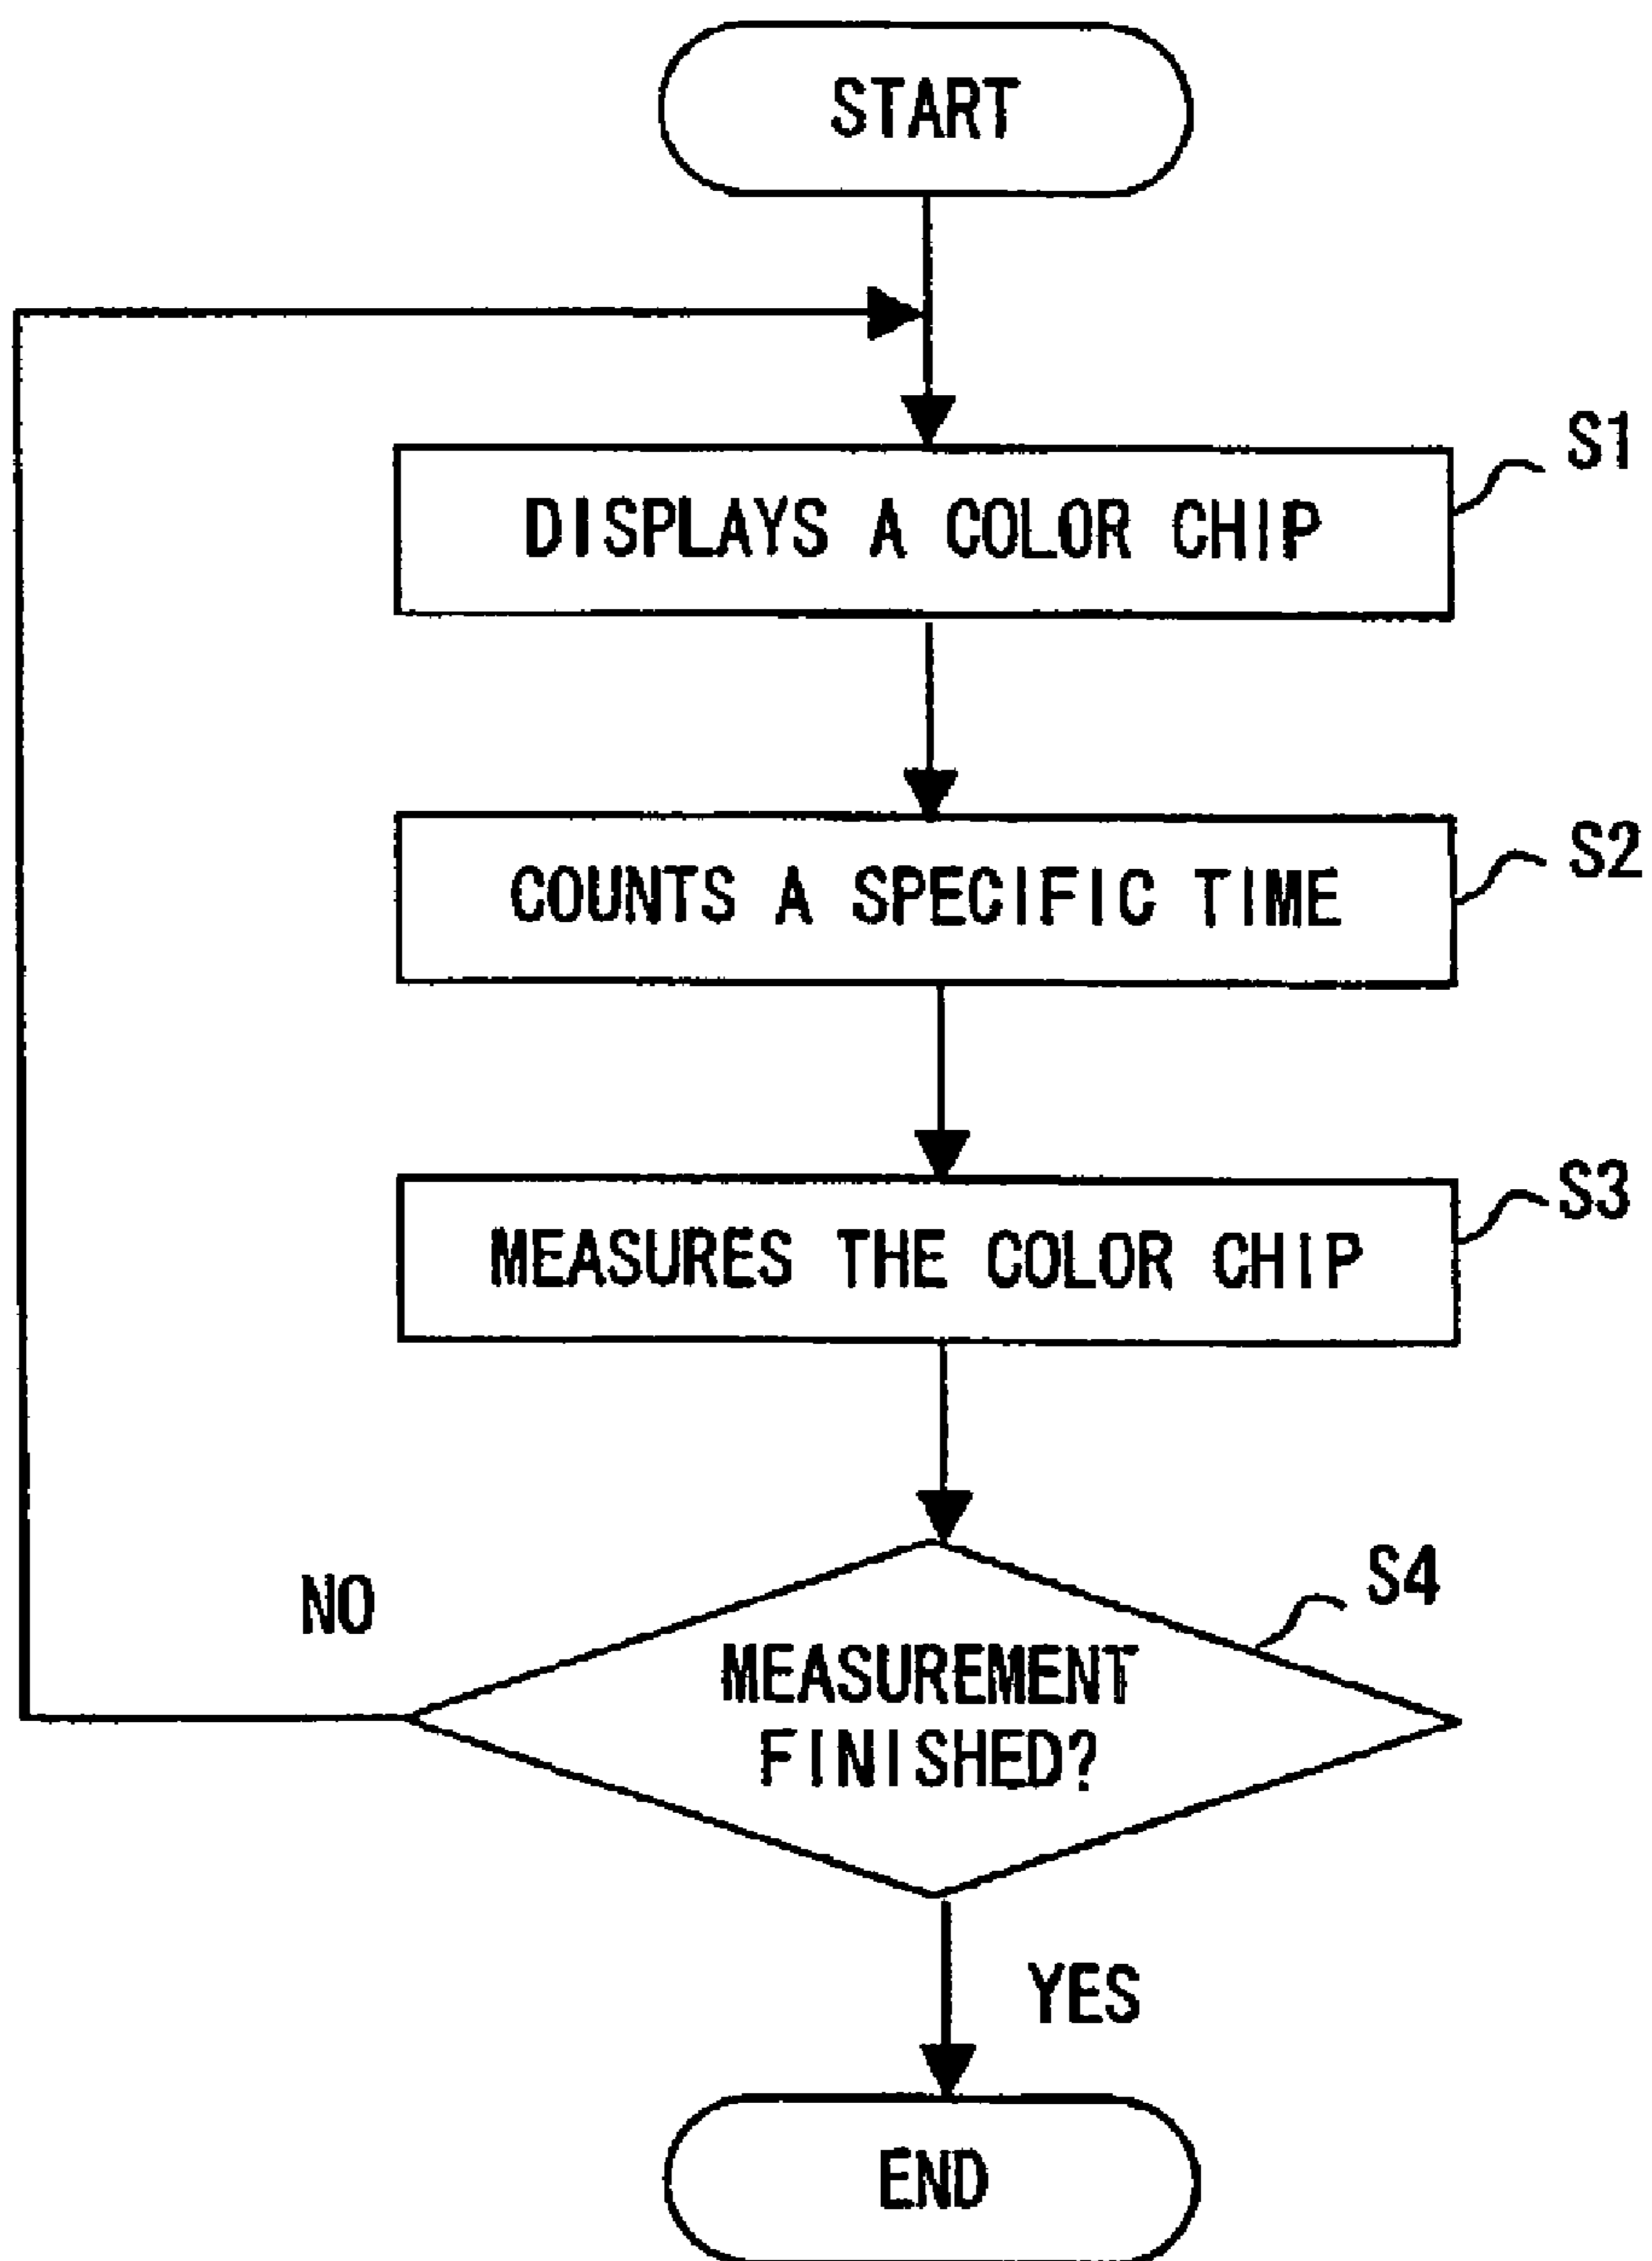 START
S1
DISPLAYS A COLOR CHIP
S2
COUNTS A SPECIFIC TIME
S3
MEASURES THE COLOR CHIP
S4
NO
MEASUREMENT
FINISHED?
YES
END